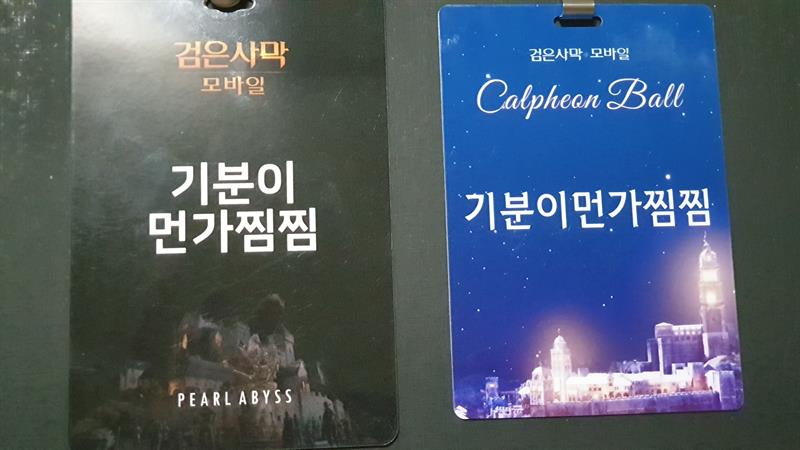 검은사막
모바일
기분이
먼가찜찜
PEARL ABYSS
검은사막 모바일
Calpheon Ball
기분이먼가찜찜